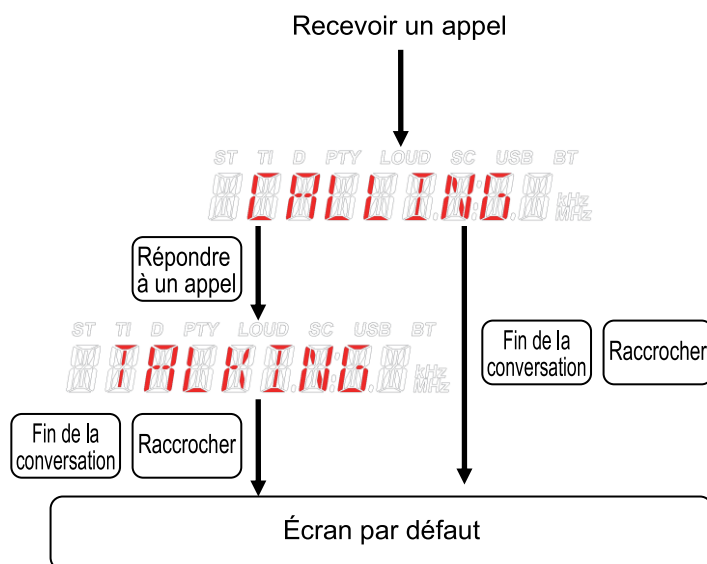 Recevoir un appel
ST TI D PTY LOUD SC USB BT
CALLING kHz
MHz
Répondre
à un appel
ST TI D PTY LOUD SC USB BT
TALKING kHz
MHz
Fin de la
conversation
Raccrocher
Fin de la
conversation
Raccrocher
Écran par défaut